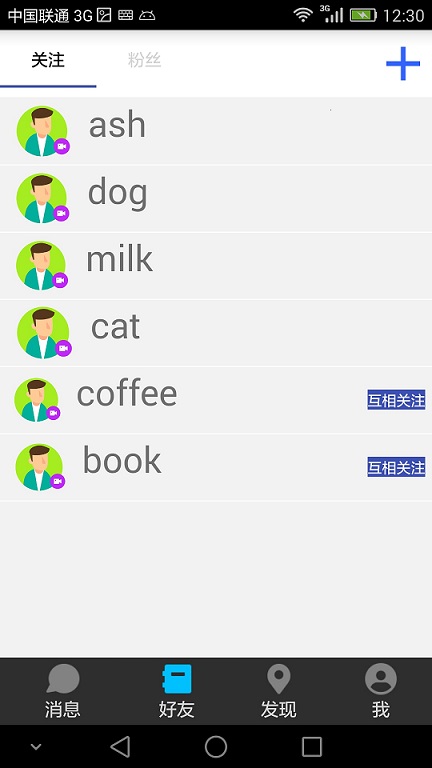 中国联通 3G 3G 12:30
关注 粉丝
ash
dog
milk
cat
coffee 互相关注
book 互相关注
消息 好友 发现 我